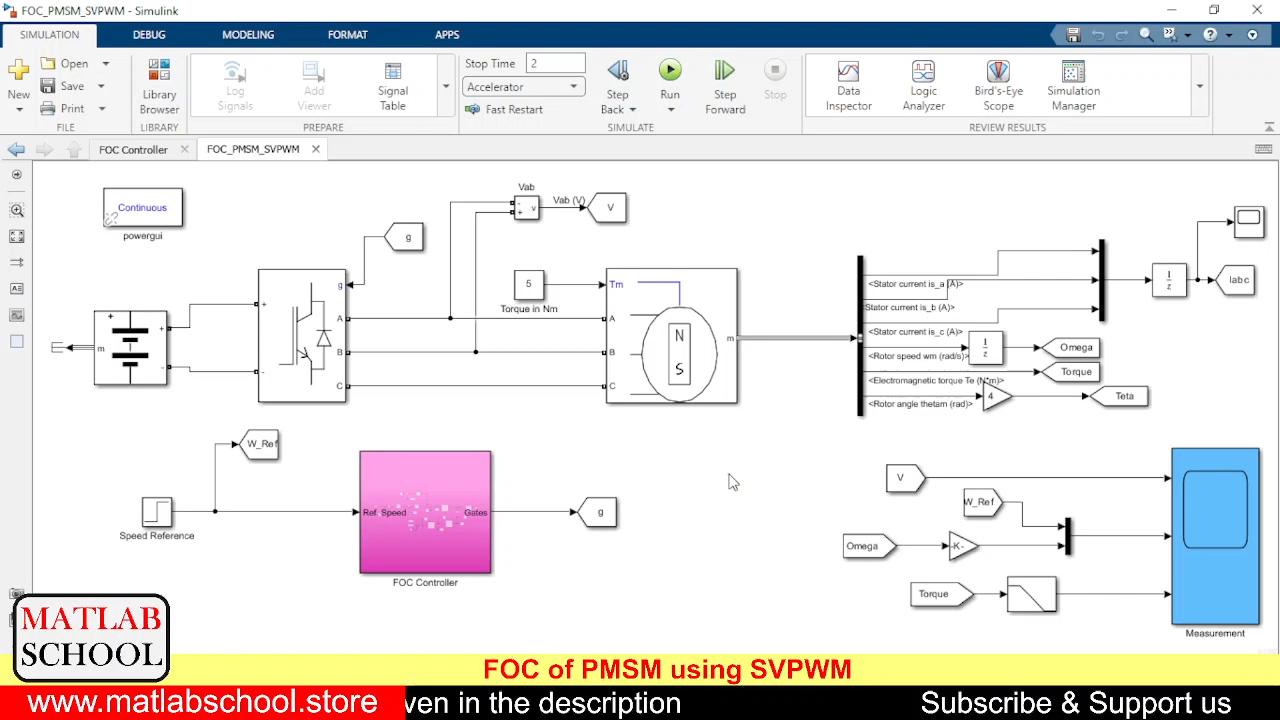 FOC_PMSM_SVPWM - Simulink
SIMULATION DEBUG MODELING FORMAT APPS
New
Open
Save
Print
FILE
Library Browser
LIBRARY
Log Signals
Add Viewer
Signal Table
PREPARE
Stop Time 2
Accelerator
Fast Restart
Step Back
Run
Step Forward
Stop
SIMULATE
Data Inspector
Logic Analyzer
Bird's-Eye Scope
Simulation Manager
REVIEW RESULTS
FOC Controller
FOC_PMSM_SVPWM
Continuous
powergui
Vab
v
Vab (V)
V
g
g
A
B
C
+
-
m
5
Torque in Nm
Tm
A
B
C
N
S
m
<Stator current is_a (A)>
Stator current is_b (A)>
<Stator current is_c (A)>
<Rotor speed wm (rad/s)>
<Electromagnetic torque Te (N*m)>
<Rotor angle thetam (rad)>
1
z
Iabc
1
z
Omega
Torque
4
Teta
W_Ref
Speed Reference
Ref_Speed
Gates
FOC Controller
g
V
W_Ref
Omega
-K-
Torque
Measurement
MATLAB
SCHOOL
FOC of PMSM using SVPWM
www.matlabschool.store
ven in the description
Subscribe & Support us